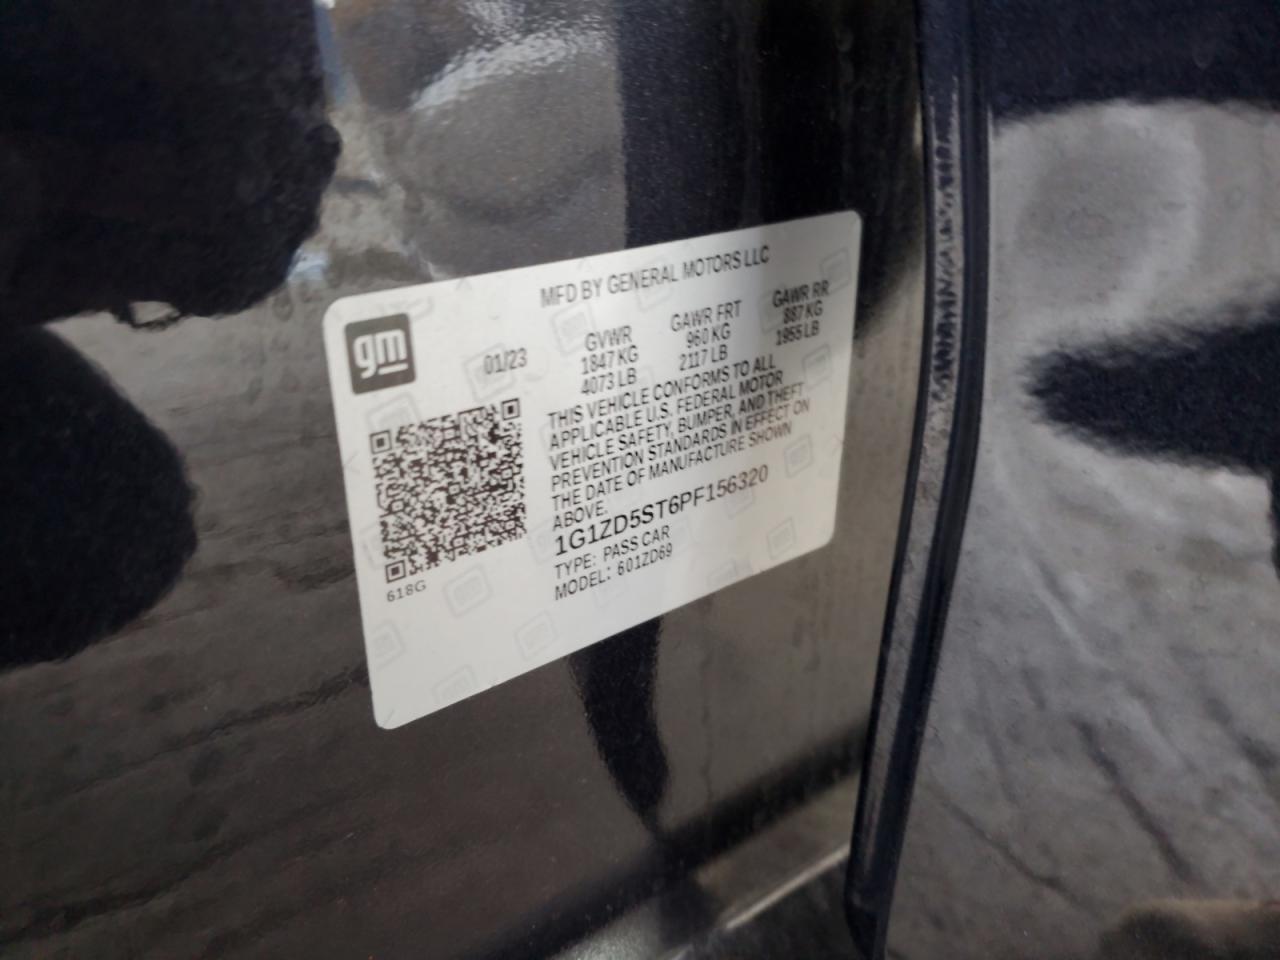 MFD BY GENERAL MOTORS LLC
gm
01/23
GVWR GAWR FRT GAWR RR
1847 KG 960 KG 887 KG
4073 LB 2117 LB 1955 LB
THIS VEHICLE CONFORMS TO ALL
APPLICABLE U.S. FEDERAL MOTOR
VEHICLE SAFETY, BUMPER, AND THEFT
PREVENTION STANDARDS IN EFFECT ON
THE DATE OF MANUFACTURE SHOWN
ABOVE.
1G1ZD5ST6PF156320
TYPE: PASS CAR
MODEL: 601ZD69
618G